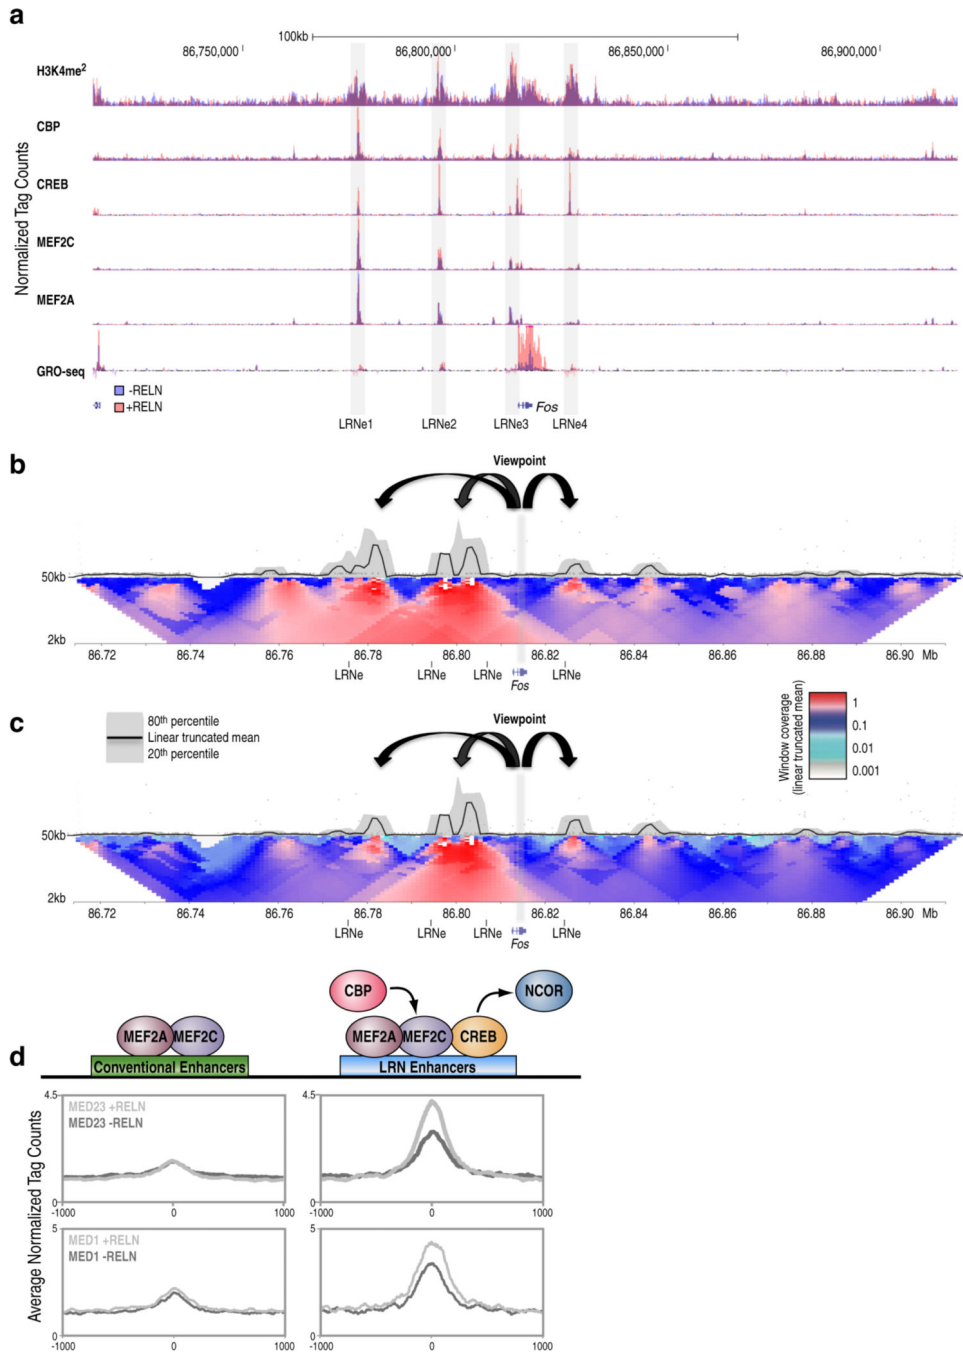 a
100kb
86,750,000
86,800,000
86,850,000
86,900,000
Normalized Tag Counts
H3K4me2
CBP
CREB
MEF2C
MEF2A
GRO-seq
-RELN
+RELN
Fos
LRNe1
LRNe2
LRNe3
LRNe4
b
Viewpoint
50kb
2kb
86.72
86.74
86.76
86.78
86.80
86.82
86.84
86.86
86.88
86.90
Mb
LRNe
LRNe
LRNe
LRNe
Fos
c
80th percentile
Linear truncated mean
20th percentile
Viewpoint
Window coverage
(linear truncated mean)
1
0.1
0.01
0.001
50kb
2kb
86.72
86.74
86.76
86.78
86.80
86.82
86.84
86.86
86.88
86.90
Mb
LRNe
LRNe
LRNe
LRNe
Fos
CBP
NCOR
MEF2A
MEF2C
MEF2A
MEF2C
CREB
d
Conventional Enhancers
LRN Enhancers
Average Normalized Tag Counts
4.5
MED23 +RELN
MED23 -RELN
0
-1000
0
1000
4.5
0
-1000
0
1000
5
MED1 +RELN
MED1 -RELN
0
-1000
0
1000
5
0
-1000
0
1000